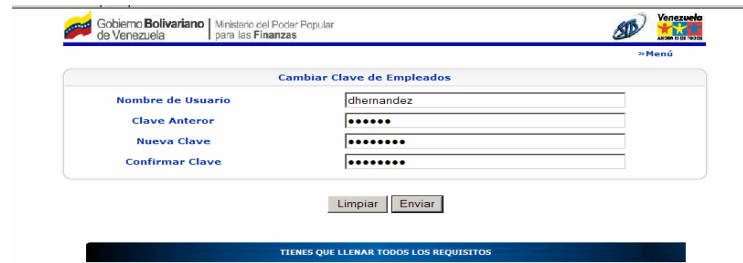 Gobierno Bolivariano Ministerio del Poder Popular
de Venezuela para las Finanzas
Venezuela
»Menú
Cambiar Clave de Empleados
Nombre de Usuario dhernandez
Clave Anteror ●●●●●●
Nueva Clave ●●●●●●●●
Confirmar Clave ●●●●●●●●
Limpiar Enviar
TIENES QUE LLENAR TODOS LOS REQUISITOS